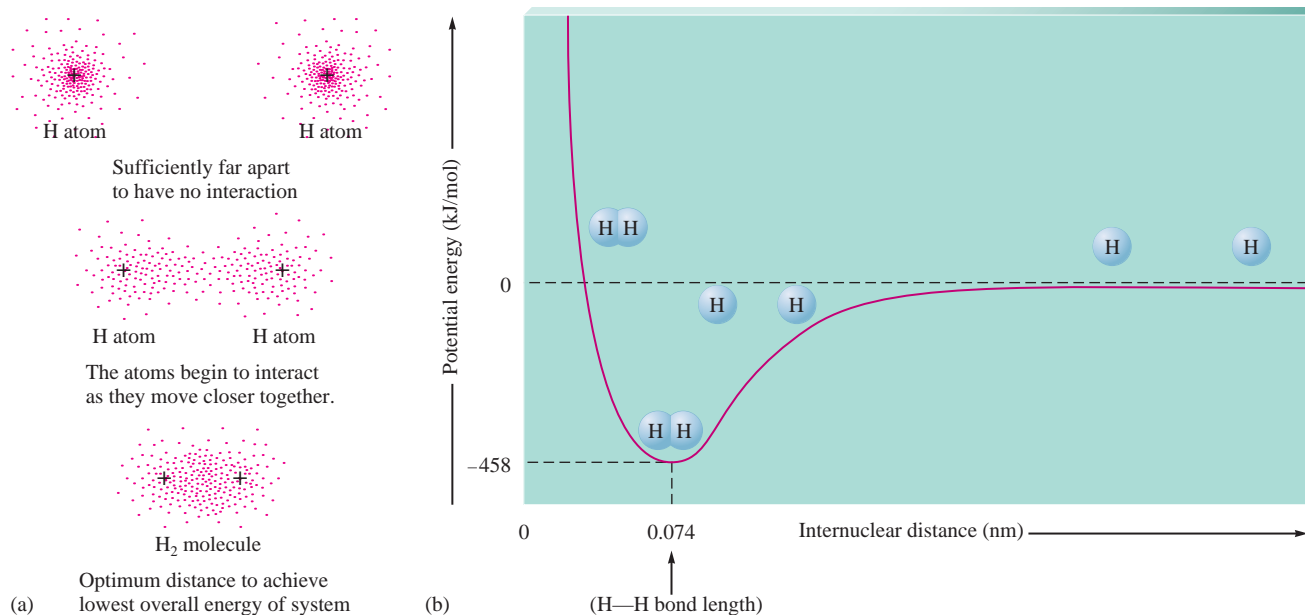 H atom
H atom
Sufficiently far apart
to have no interaction
H atom
H atom
The atoms begin to interact
as they move closer together.
H₂ molecule
Optimum distance to achieve
lowest overall energy of system
(a)
Potential energy (kJ/mol)
H H
H
H
0
H
H
H H
–458
0
0.074
Internuclear distance (nm)
(H—H bond length)
(b)